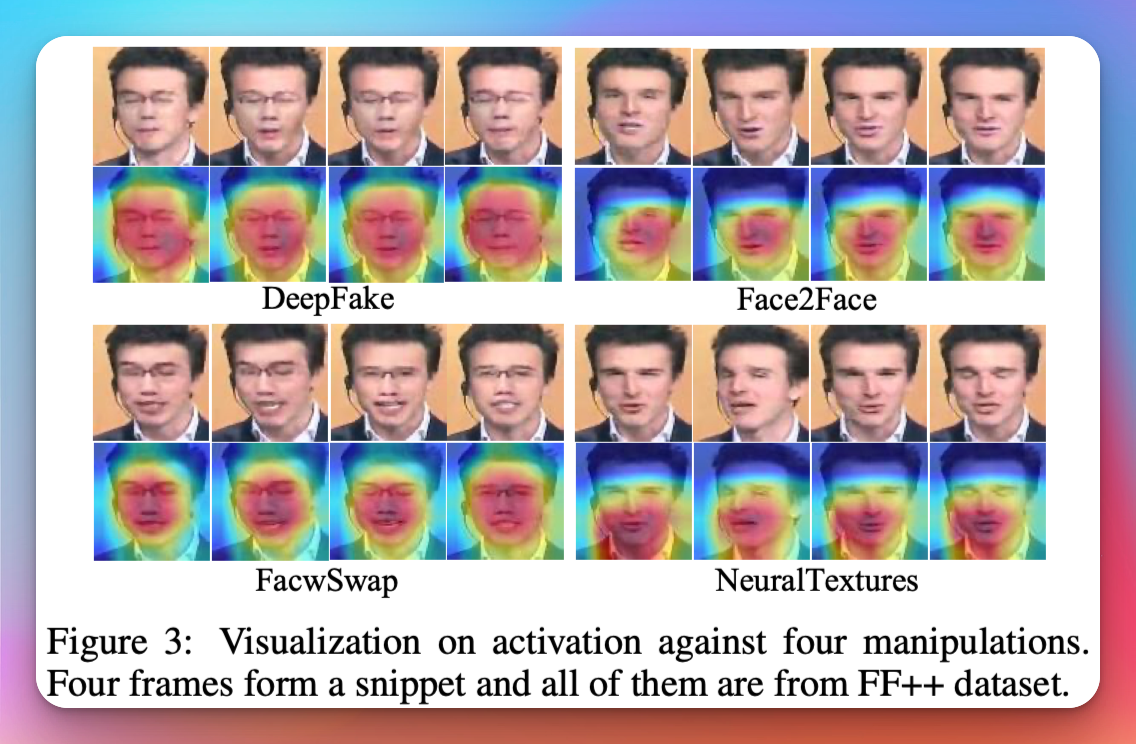 DeepFake
Face2Face
FacwSwap
NeuralTextures
Figure 3: Visualization on activation against four manipulations.
Four frames form a snippet and all of them are from FF++ dataset.